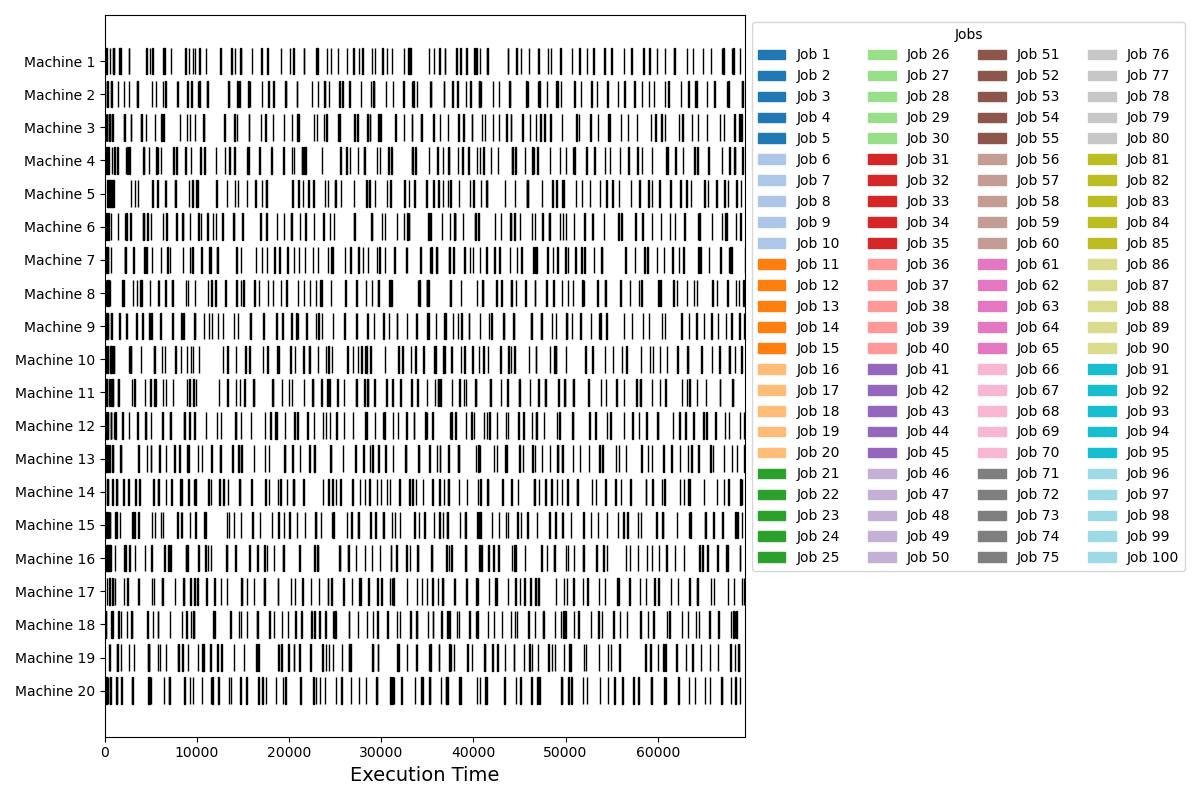 Machine 1
Machine 2
Machine 3
Machine 4
Machine 5
Machine 6
Machine 7
Machine 8
Machine 9
Machine 10
Machine 11
Machine 12
Machine 13
Machine 14
Machine 15
Machine 16
Machine 17
Machine 18
Machine 19
Machine 20
0 10000 20000 30000 40000 50000 60000
Execution Time
Jobs
Job 1 Job 26 Job 51 Job 76
Job 2 Job 27 Job 52 Job 77
Job 3 Job 28 Job 53 Job 78
Job 4 Job 29 Job 54 Job 79
Job 5 Job 30 Job 55 Job 80
Job 6 Job 31 Job 56 Job 81
Job 7 Job 32 Job 57 Job 82
Job 8 Job 33 Job 58 Job 83
Job 9 Job 34 Job 59 Job 84
Job 10 Job 35 Job 60 Job 85
Job 11 Job 36 Job 61 Job 86
Job 12 Job 37 Job 62 Job 87
Job 13 Job 38 Job 63 Job 88
Job 14 Job 39 Job 64 Job 89
Job 15 Job 40 Job 65 Job 90
Job 16 Job 41 Job 66 Job 91
Job 17 Job 42 Job 67 Job 92
Job 18 Job 43 Job 68 Job 93
Job 19 Job 44 Job 69 Job 94
Job 20 Job 45 Job 70 Job 95
Job 21 Job 46 Job 71 Job 96
Job 22 Job 47 Job 72 Job 97
Job 23 Job 48 Job 73 Job 98
Job 24 Job 49 Job 74 Job 99
Job 25 Job 50 Job 75 Job 100